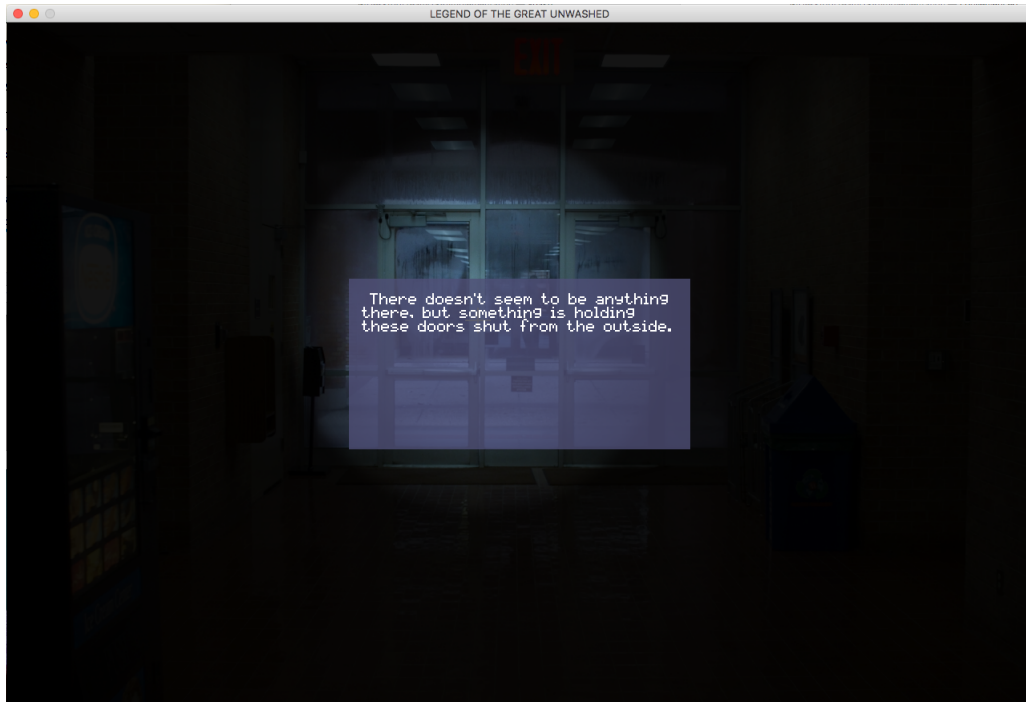 LEGEND OF THE GREAT UNWASHED
EXIT
There doesn't seem to be anything
there, but something is holding
these doors shut from the outside.